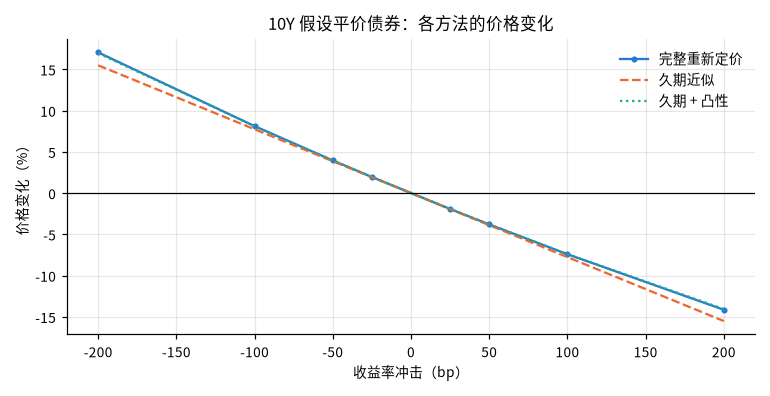 10Y 假设平价债券：各方法的价格变化
完整重新定价
久期近似
久期 + 凸性
价格变化（%）
15
10
5
0
-5
-10
-15
-200 -150 -100 -50 0 50 100 150 200
收益率冲击（bp）